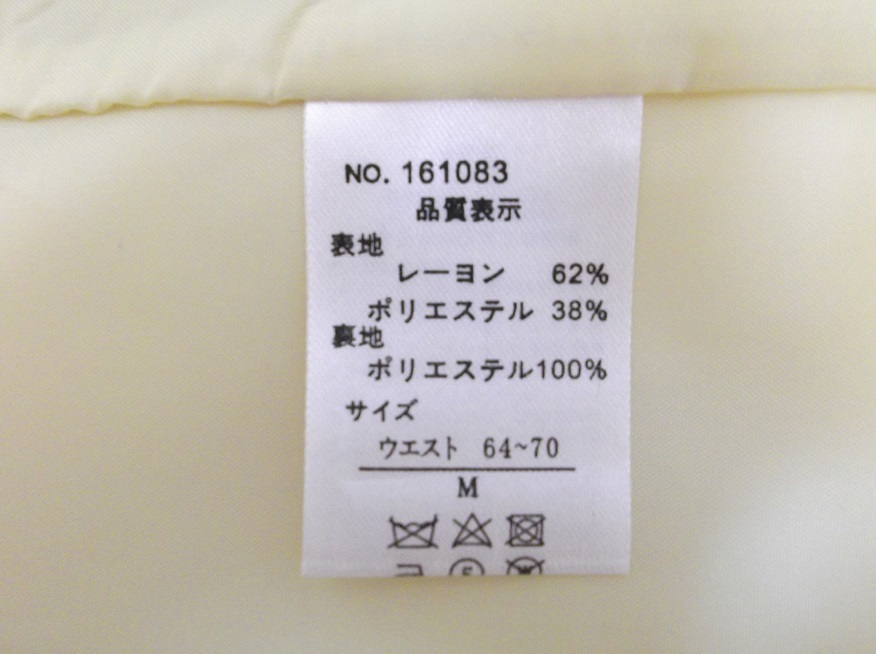 NO. 161083
品質表示
表地
レーヨン 62%
ポリエステル 38%
裏地
ポリエステル100%
サイズ
ウエスト 64~70
M